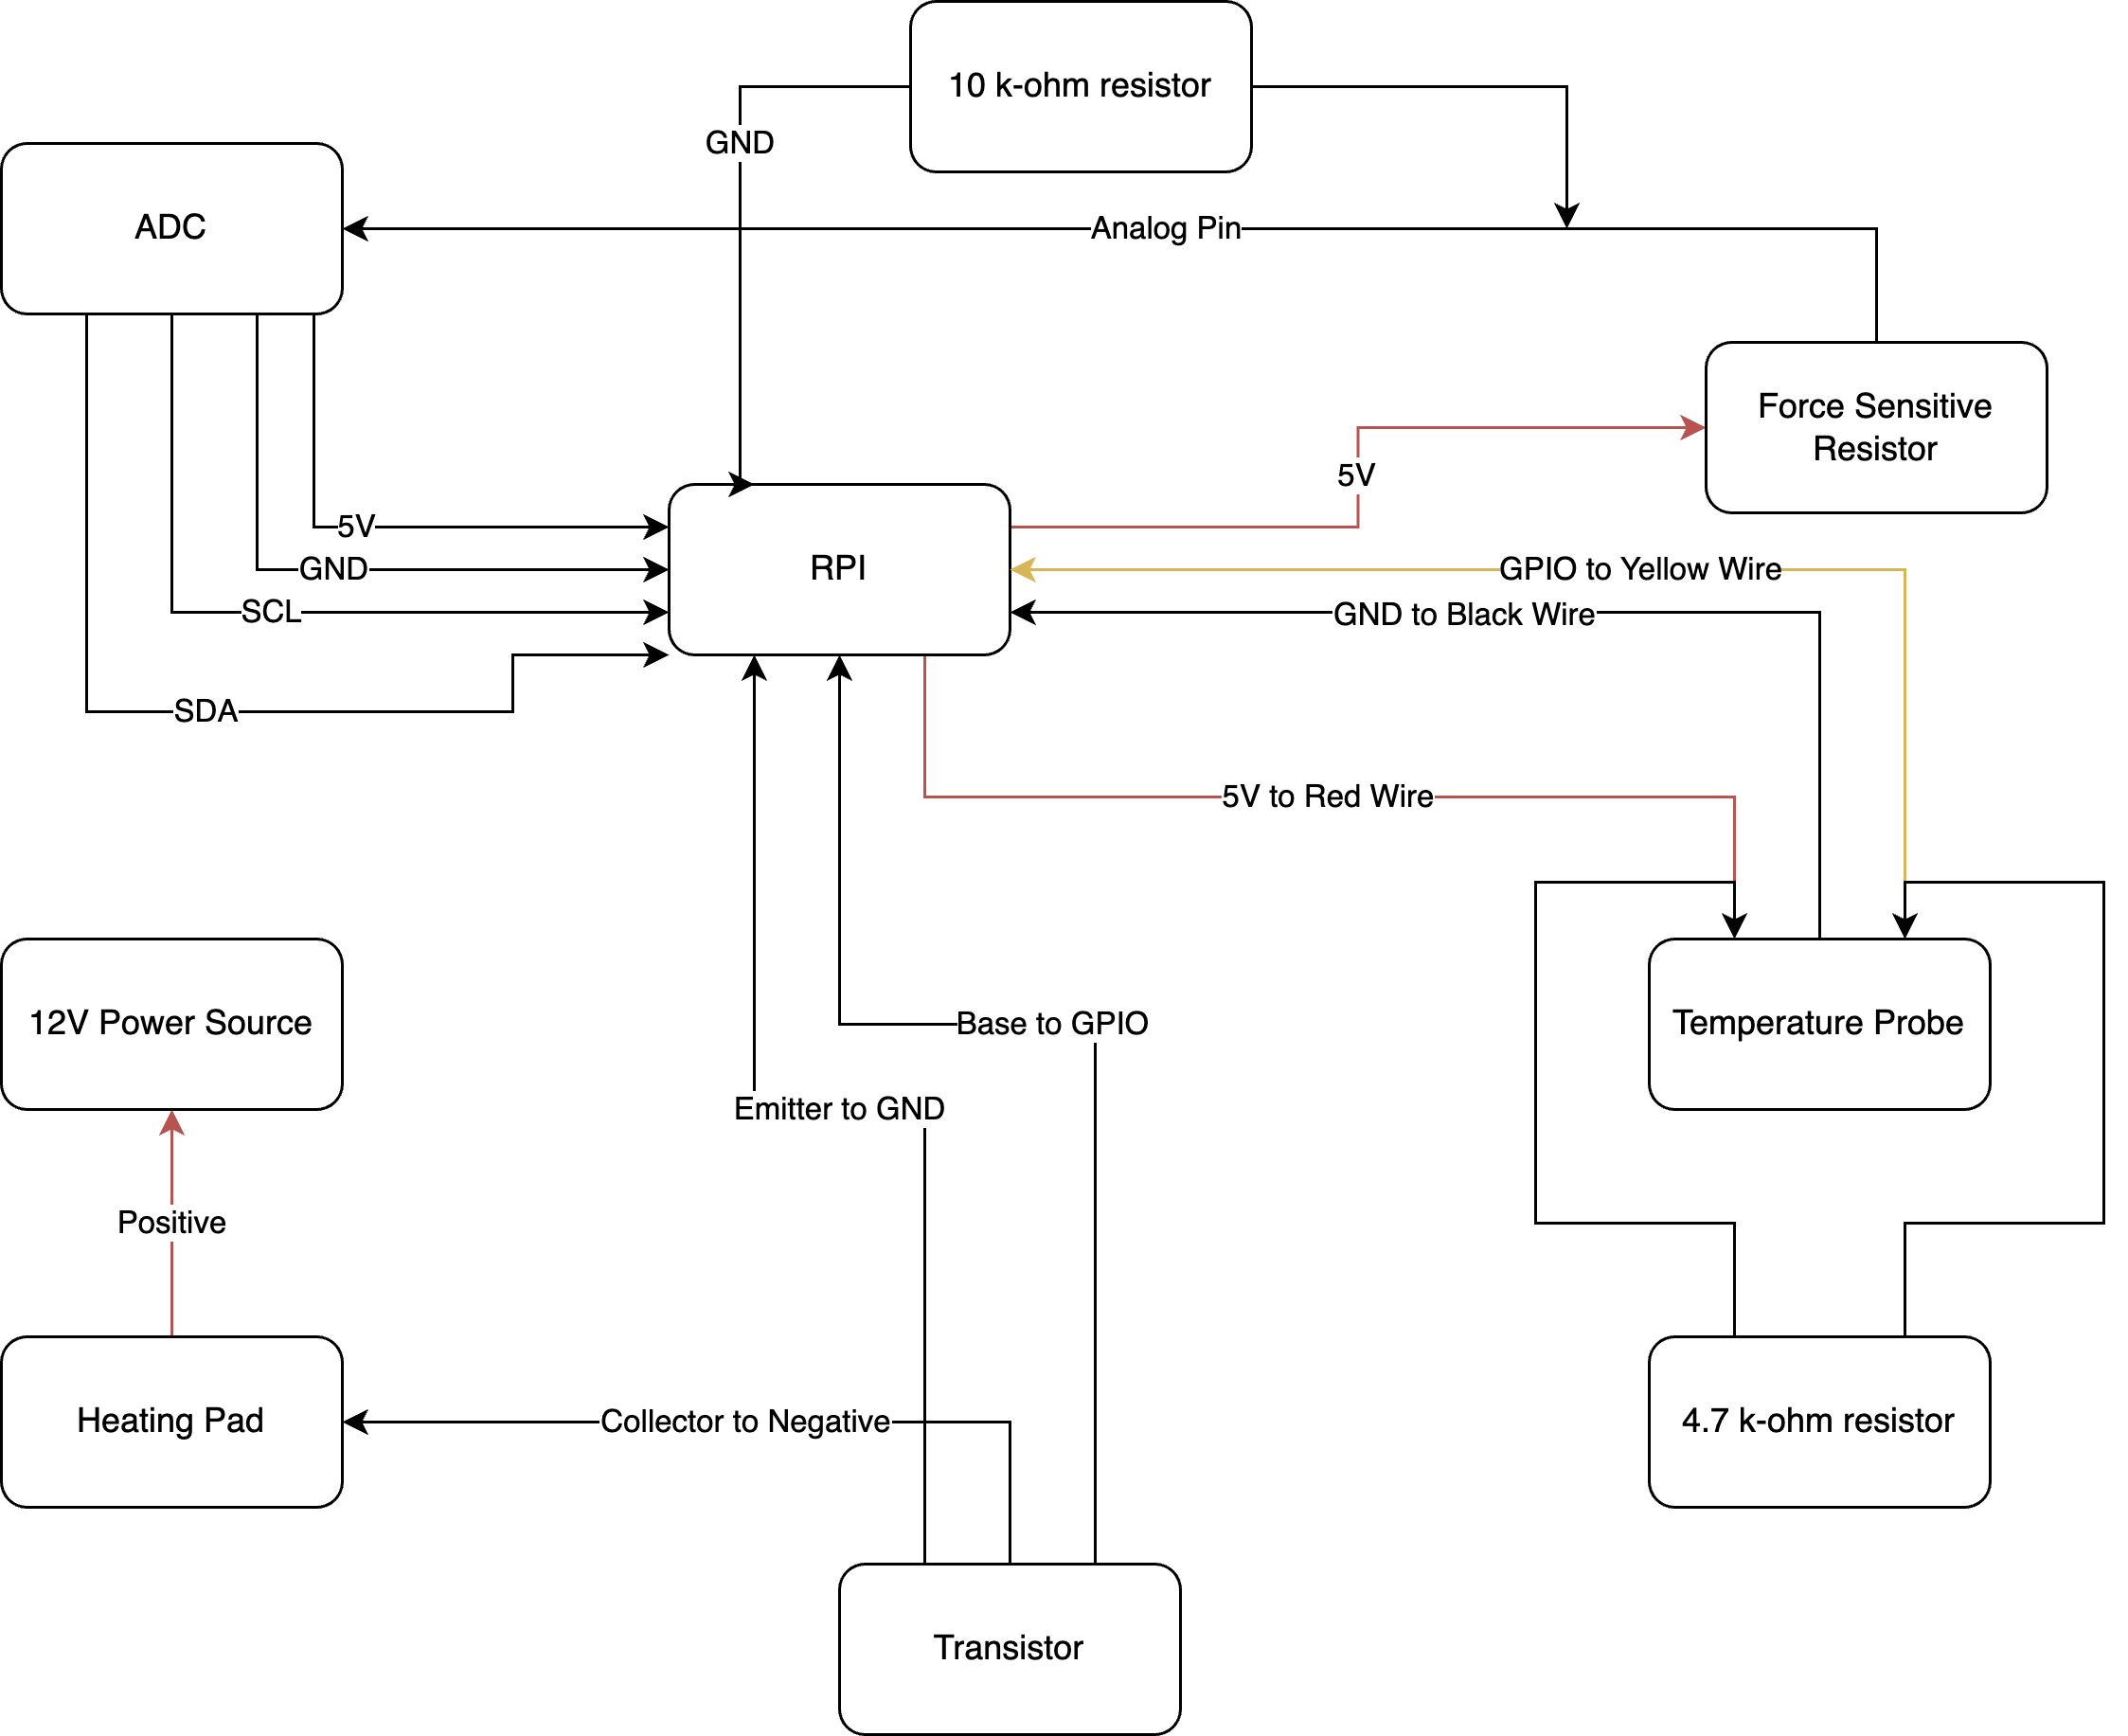 10 k-ohm resistor
GND
ADC
Analog Pin
Force Sensitive
Resistor
5V
5V
RPI
GND
GPIO to Yellow Wire
SCL
GND to Black Wire
SDA
5V to Red Wire
12V Power Source
Base to GPIO
Temperature Probe
Emitter to GND
Positive
Heating Pad
Collector to Negative
4.7 k-ohm resistor
Transistor